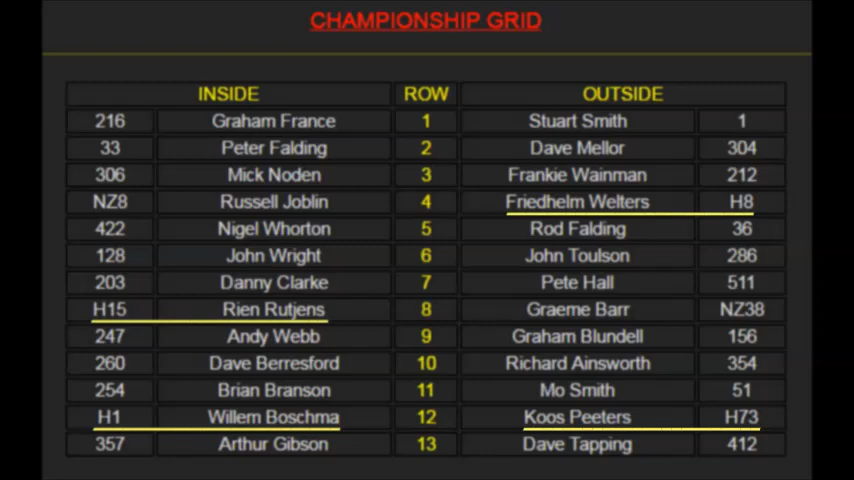 CHAMPIONSHIP GRID
INSIDE ROW OUTSIDE
216 Graham France 1 Stuart Smith 1
33 Peter Falding 2 Dave Mellor 304
306 Mick Noden 3 Frankie Wainman 212
NZ8 Russell Joblin 4 Friedhelm Welters H8
422 Nigel Whorton 5 Rod Falding 36
128 John Wright 6 John Toulson 286
203 Danny Clarke 7 Pete Hall 511
H15 Rien Rutjens 8 Graeme Barr NZ38
247 Andy Webb 9 Graham Blundell 156
260 Dave Berresford 10 Richard Ainsworth 354
254 Brian Branson 11 Mo Smith 51
H1 Willem Boschma 12 Koos Peeters H73
357 Arthur Gibson 13 Dave Tapping 412